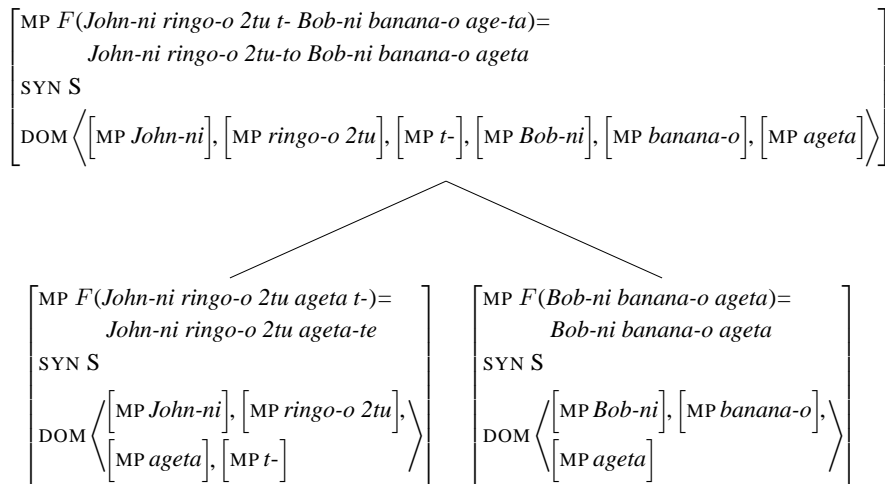 MP F(John-ni ringo-o 2tu t- Bob-ni banana-o age-ta)=
John-ni ringo-o 2tu-to Bob-ni banana-o ageta
SYN S
DOM ⟨[MP John-ni], [MP ringo-o 2tu], [MP t-], [MP Bob-ni], [MP banana-o], [MP ageta]⟩
MP F(John-ni ringo-o 2tu ageta t-)=
John-ni ringo-o 2tu ageta-te
SYN S
DOM ⟨[MP John-ni], [MP ringo-o 2tu],
[MP ageta], [MP t-]⟩
MP F(Bob-ni banana-o ageta)=
Bob-ni banana-o ageta
SYN S
DOM ⟨[MP Bob-ni], [MP banana-o],
[MP ageta]⟩